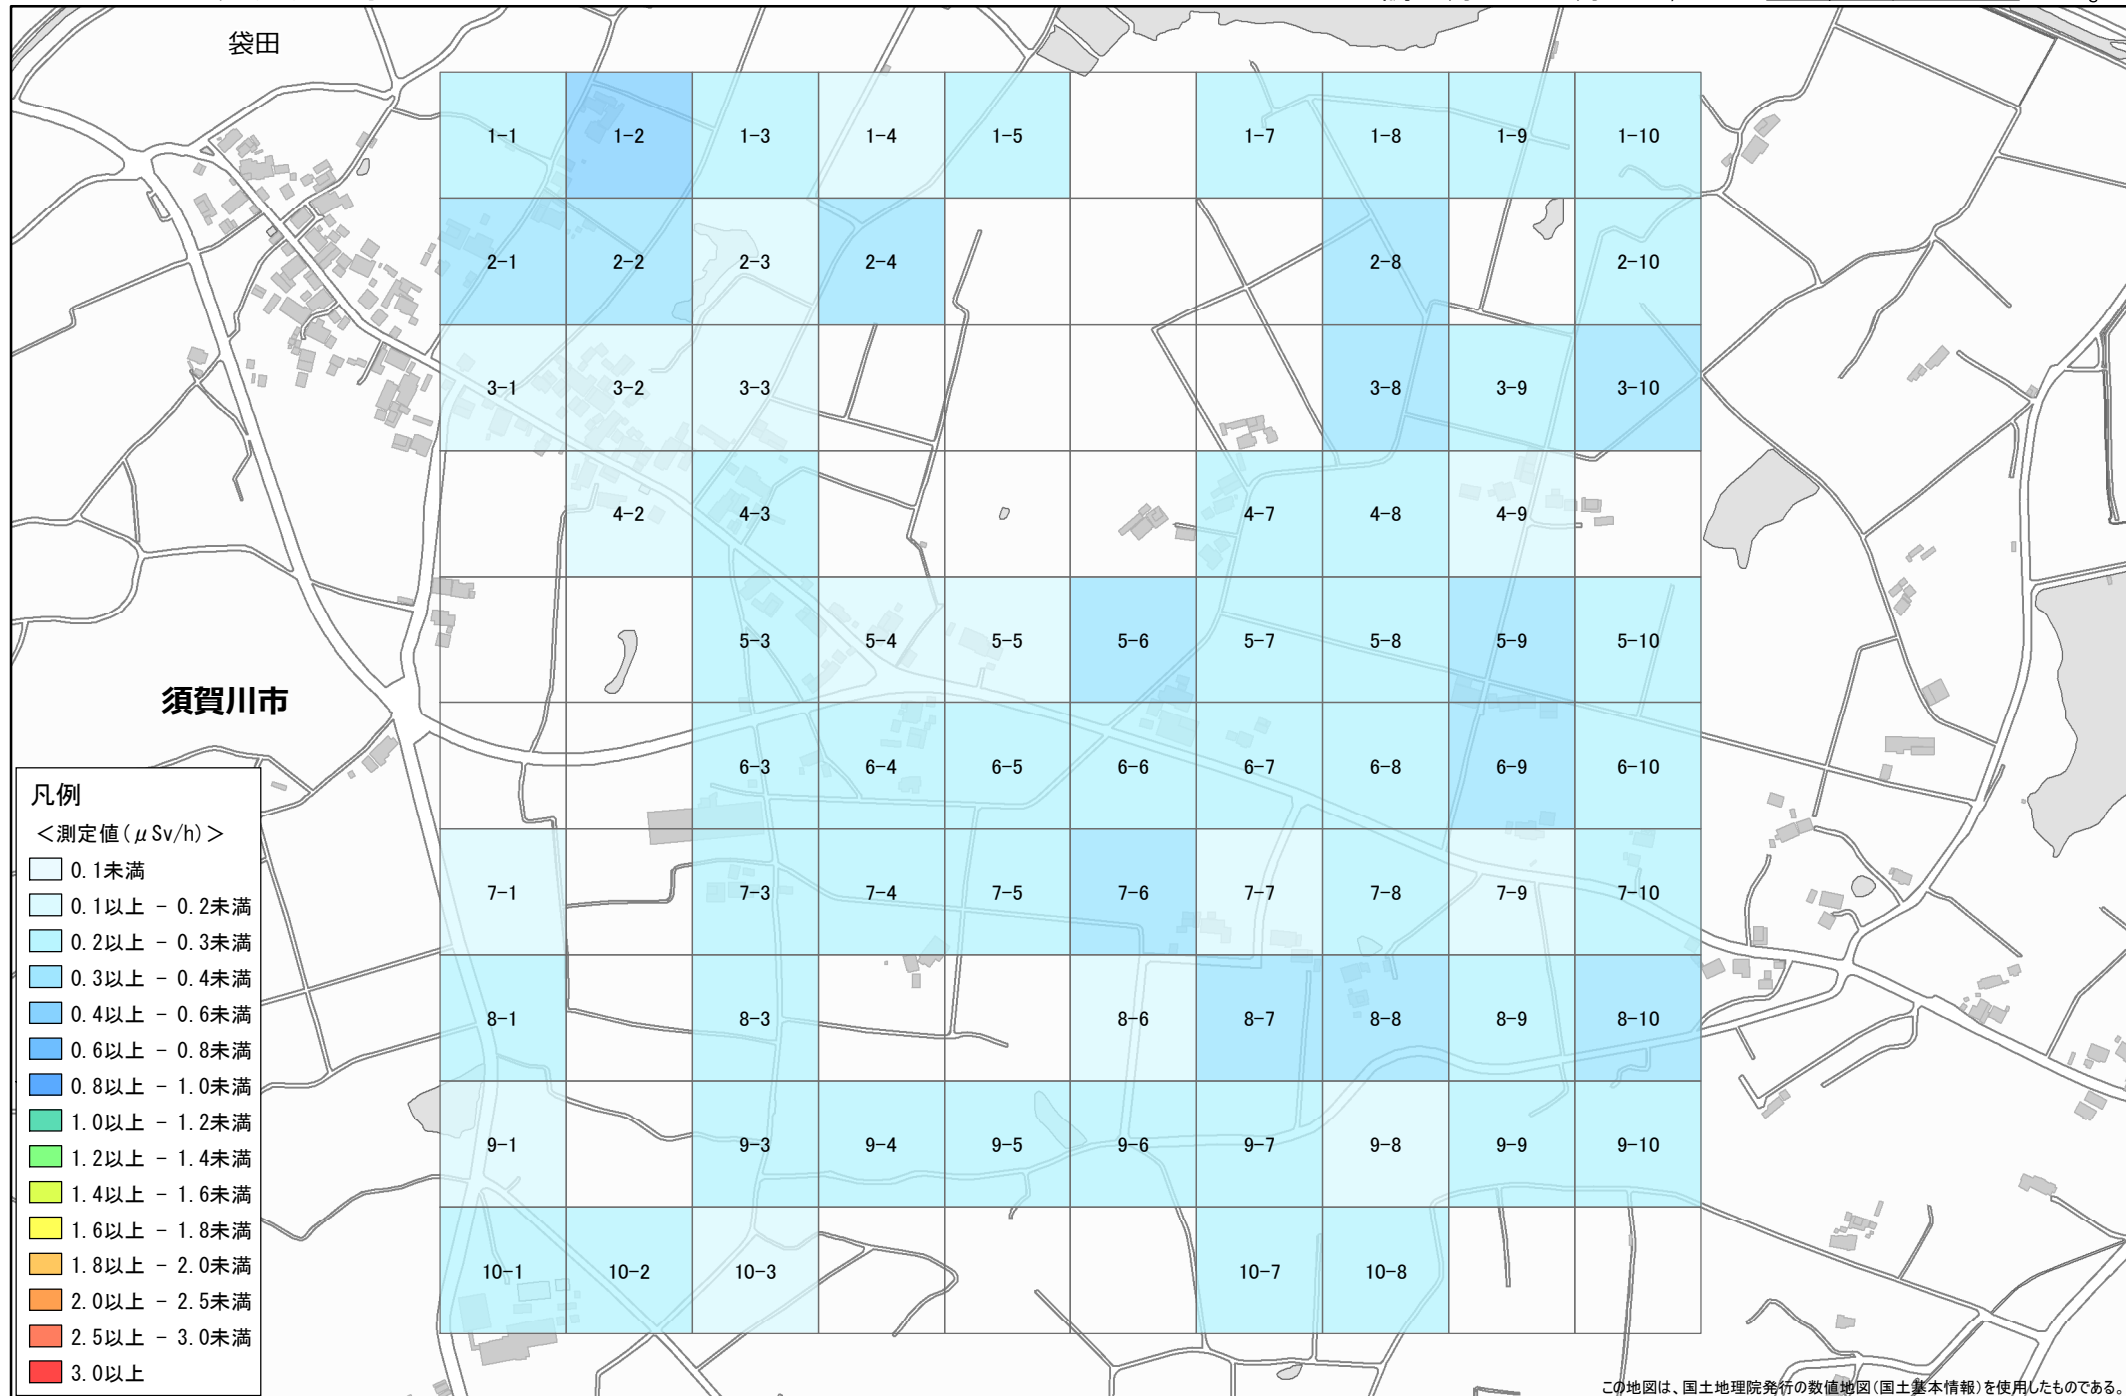 袋田
1-1 1-2 1-3 1-4 1-5 1-7 1-8 1-9 1-10
2-1 2-2 2-3 2-4 2-8 2-10
3-1 3-2 3-3 3-8 3-9 3-10
4-2 4-3 4-7 4-8 4-9
5-3 5-4 5-5 5-6 5-7 5-8 5-9 5-10
須賀川市
6-3 6-4 6-5 6-6 6-7 6-8 6-9 6-10
7-1 7-3 7-4 7-5 7-6 7-7 7-8 7-9 7-10
8-1 8-3 8-6 8-7 8-8 8-9 8-10
9-1 9-3 9-4 9-5 9-6 9-7 9-8 9-9 9-10
10-1 10-2 10-3 10-7 10-8
凡例
＜測定値(μSv/h)＞
0.1未満
0.1以上 - 0.2未満
0.2以上 - 0.3未満
0.3以上 - 0.4未満
0.4以上 - 0.6未満
0.6以上 - 0.8未満
0.8以上 - 1.0未満
1.0以上 - 1.2未満
1.2以上 - 1.4未満
1.4以上 - 1.6未満
1.6以上 - 1.8未満
1.8以上 - 2.0未満
2.0以上 - 2.5未満
2.5以上 - 3.0未満
3.0以上
この地図は、国土地理院発行の数値地図(国土基本情報)を使用したものである。